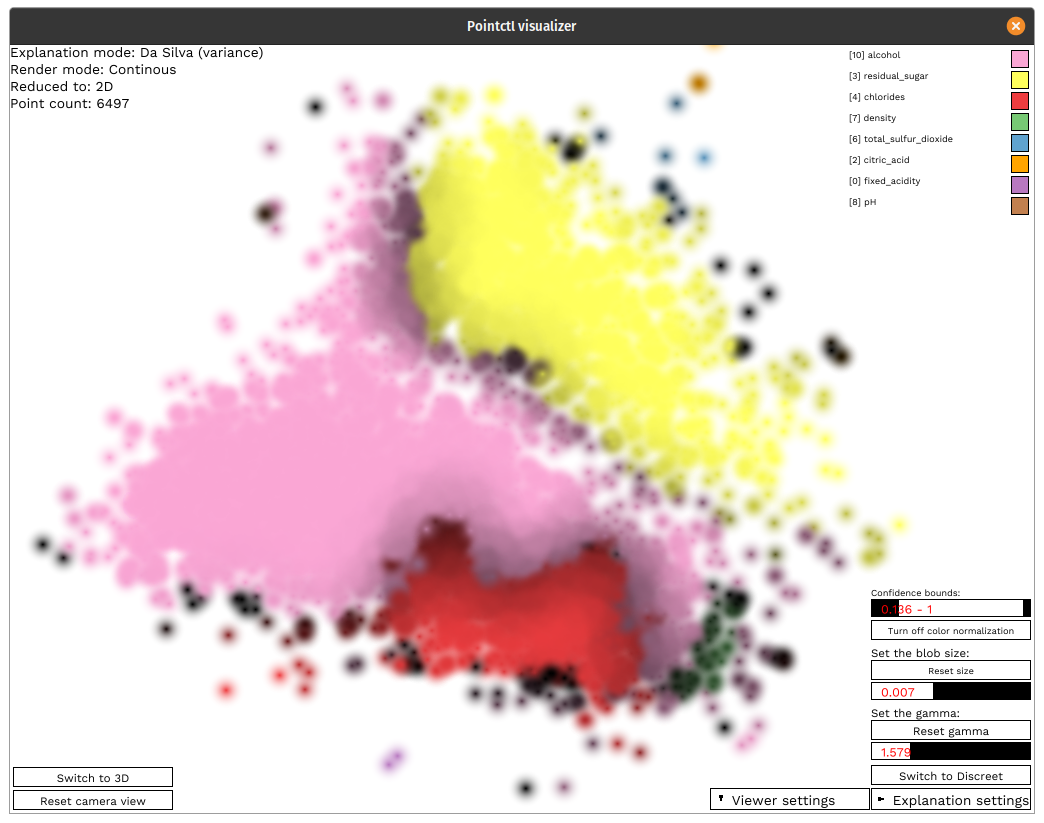 Pointctl visualizer
Explanation mode: Da Silva (variance)
Render mode: Continous
Reduced to: 2D
Point count: 6497
[10] alcohol
[3] residual_sugar
[4] chlorides
[7] density
[6] total_sulfur_dioxide
[2] citric_acid
[0] fixed_acidity
[8] pH
Confidence bounds:
0.136 - 1
Turn off color normalization
Set the blob size:
Reset size
0.007
Set the gamma:
Reset gamma
1.579
Switch to Discreet
Switch to 3D
Reset camera view
Viewer settings
Explanation settings